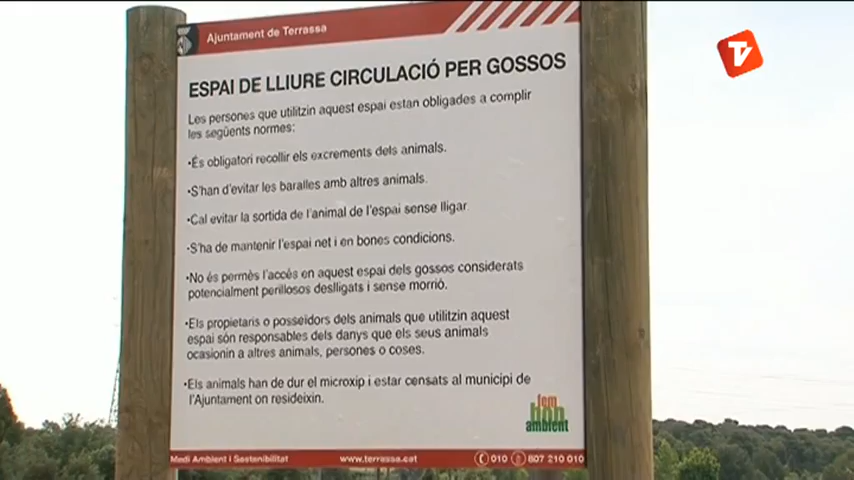 Ajuntament de Terrassa
ESPAI DE LLIURE CIRCULACIÓ PER GOSSOS
Les persones que utilitzin aquest espai estan obligades a complir
les següents normes:
•És obligatori recollir els excrements dels animals.
•S'han d'evitar les baralles amb altres animals.
•Cal evitar la sortida de l'animal de l'espai sense lligar.
•S'ha de mantenir l'espai net i en bones condicions.
•No és permès l'accés en aquest espai dels gossos considerats
potencialment perillosos deslligats i sense morrió.
•Els propietaris o posseidors dels animals que utilitzin aquest
espai són responsables dels danys que els seus animals
ocasionin a altres animals, persones o coses.
•Els animals han de dur el microxip i estar censats al municipi de
l'Ajuntament on resideixin.
fem
bon
ambient
Medi Ambient i Sostenibilitat www.terrassa.cat 010 607 210 010
TV